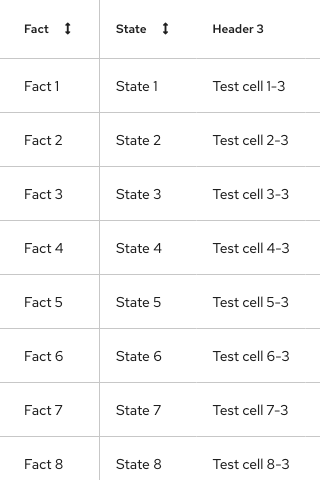 Fact State Header 3
Fact 1 State 1 Test cell 1-3
Fact 2 State 2 Test cell 2-3
Fact 3 State 3 Test cell 3-3
Fact 4 State 4 Test cell 4-3
Fact 5 State 5 Test cell 5-3
Fact 6 State 6 Test cell 6-3
Fact 7 State 7 Test cell 7-3
Fact 8 State 8 Test cell 8-3